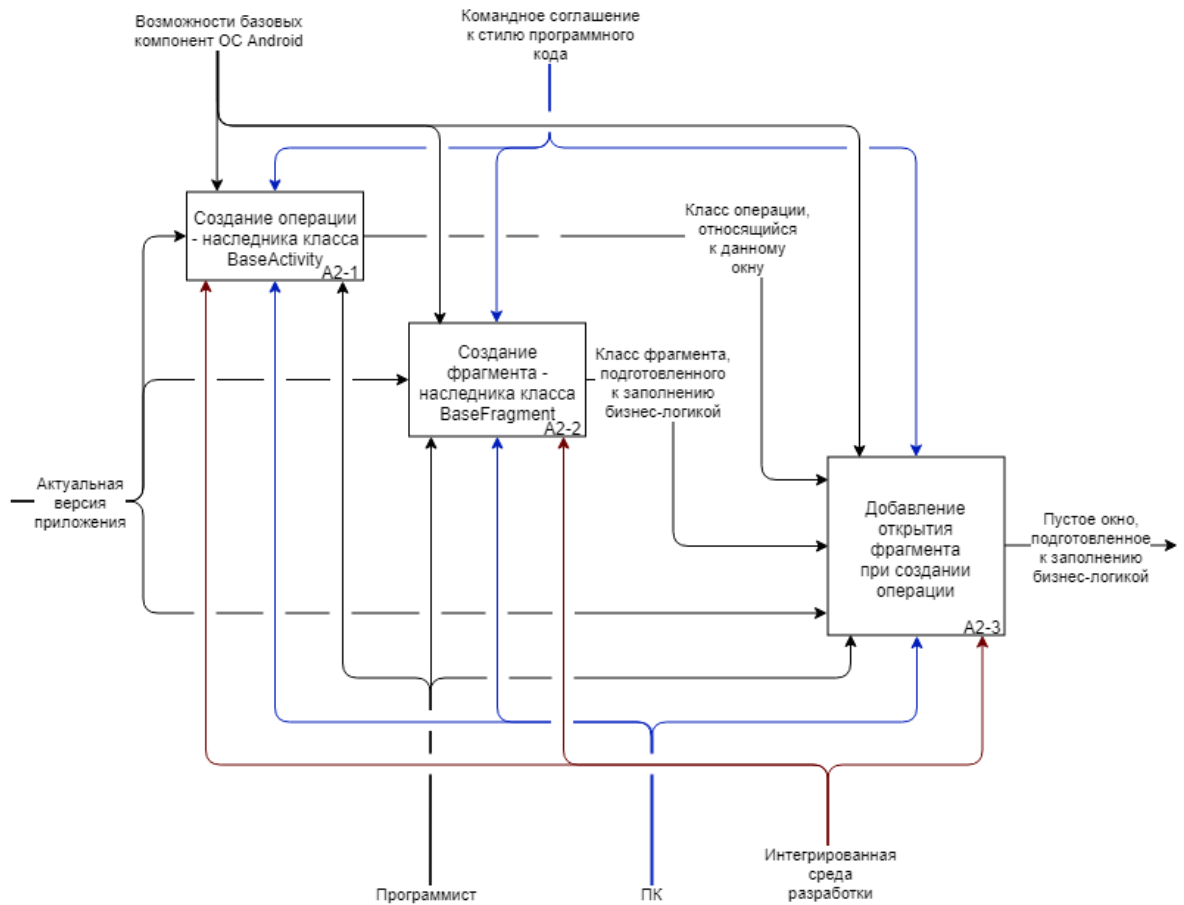 Возможности базовых
компонент ОС Android
Командное соглашение
к стилю программного
кода
Создание операции
- наследника класса
BaseActivity
A2-1
Класс операции,
относящийся
к данному
окну
Создание
фрагмента -
наследника класса
BaseFragment
A2-2
Класс фрагмента,
подготовленного
к заполнению
бизнес-логикой
Актуальная
версия
приложения
Добавление
открытия
фрагмента
при создании
операции
A2-3
Пустое окно,
подготовленное
к заполнению
бизнес-логикой
Программист
ПК
Интегрированная
среда
разработки